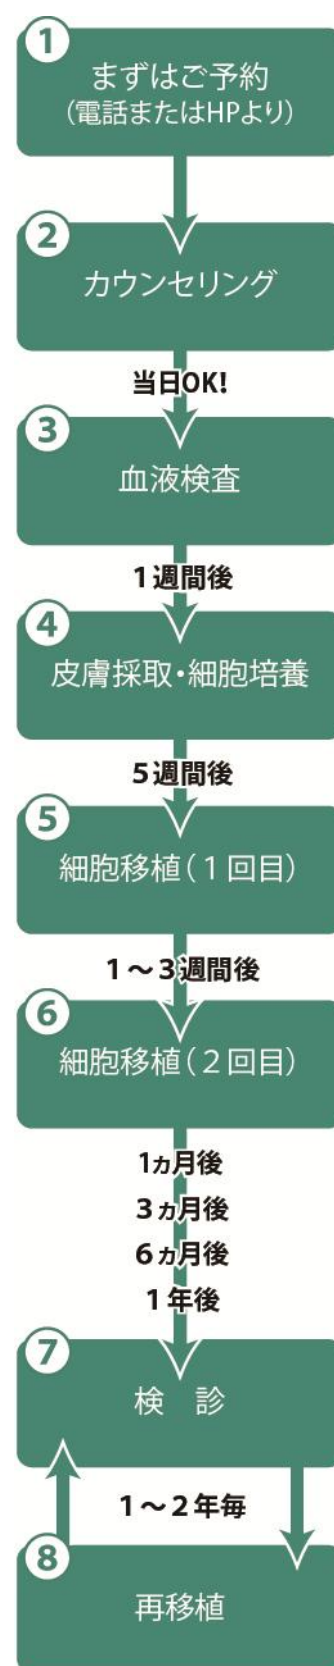 1
まずはご予約
（電話またはHPより）
2
カウンセリング
当日OK!
3
血液検査
1週間後
4
皮膚採取・細胞培養
5週間後
5
細胞移植（1回目）
1～3週間後
6
細胞移植（2回目）
1ヵ月後
3ヵ月後
6ヵ月後
1年後
7
検　診
1～2年毎
8
再移植